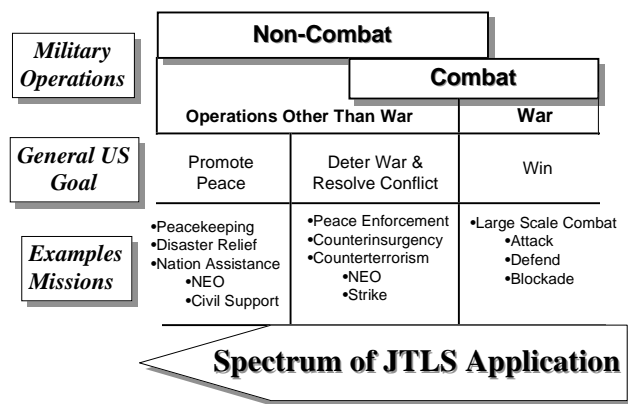 Military
Operations
Non-Combat
Combat
Operations Other Than War
War
General US
Goal
Promote
Peace
Deter War &
Resolve Conflict
Win
Examples
Missions
•Peacekeeping
•Disaster Relief
•Nation Assistance
•NEO
•Civil Support
•Peace Enforcement
•Counterinsurgency
•Counterterrorism
•NEO
•Strike
•Large Scale Combat
•Attack
•Defend
•Blockade
Spectrum of JTLS Application